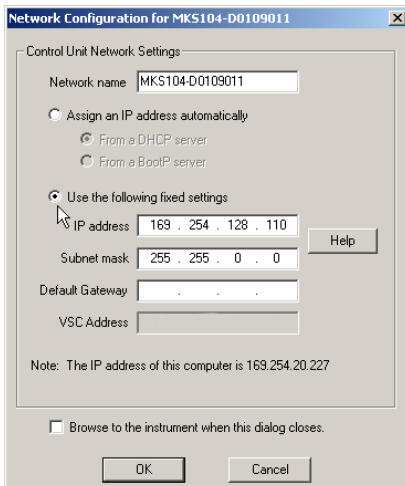 Network Configuration for MKS104-D0109011
Control Unit Network Settings
Network name MKS104-D0109011
Assign an IP address automatically
From a DHCP server
From a BootP server
Use the following fixed settings
IP address 169 . 254 . 128 . 110
Help
Subnet mask 255 . 255 . 0 . 0
Default Gateway . . .
VSC Address
Note: The IP address of this computer is 169.254.20.227
Browse to the instrument when this dialog closes.
OK Cancel